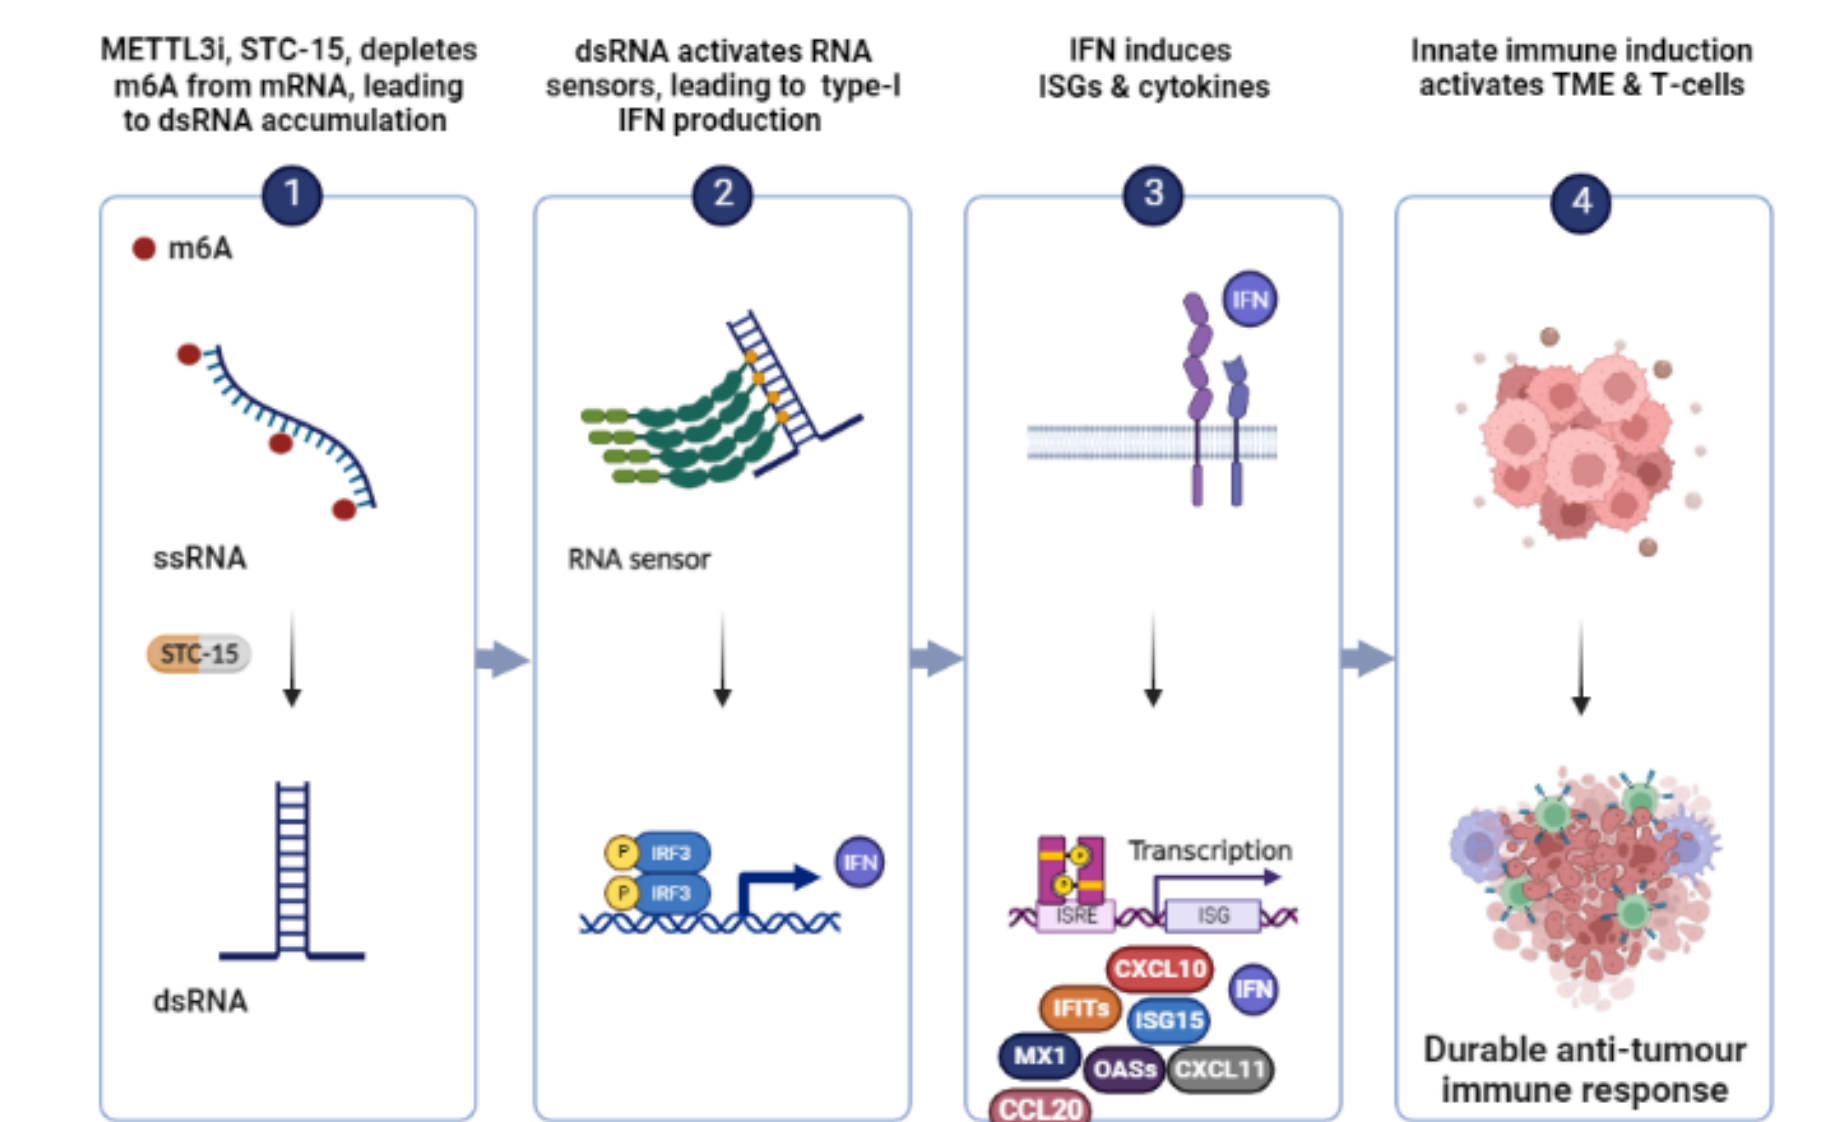 METTL3i, STC-15, depletes
m6A from mRNA, leading
to dsRNA accumulation
dsRNA activates RNA
sensors, leading to type-I
IFN production
IFN induces
ISGs & cytokines
Innate immune induction
activates TME & T-cells
1
m6A
ssRNA
STC-15
dsRNA
2
RNA sensor
P IRF3
P IRF3
IFN
3
IFN
Transcription
P
P
ISRE
ISG
CXCL10
IFN
IFITs
ISG15
MX1
OASs
CXCL11
CCL20
4
Durable anti-tumour
immune response